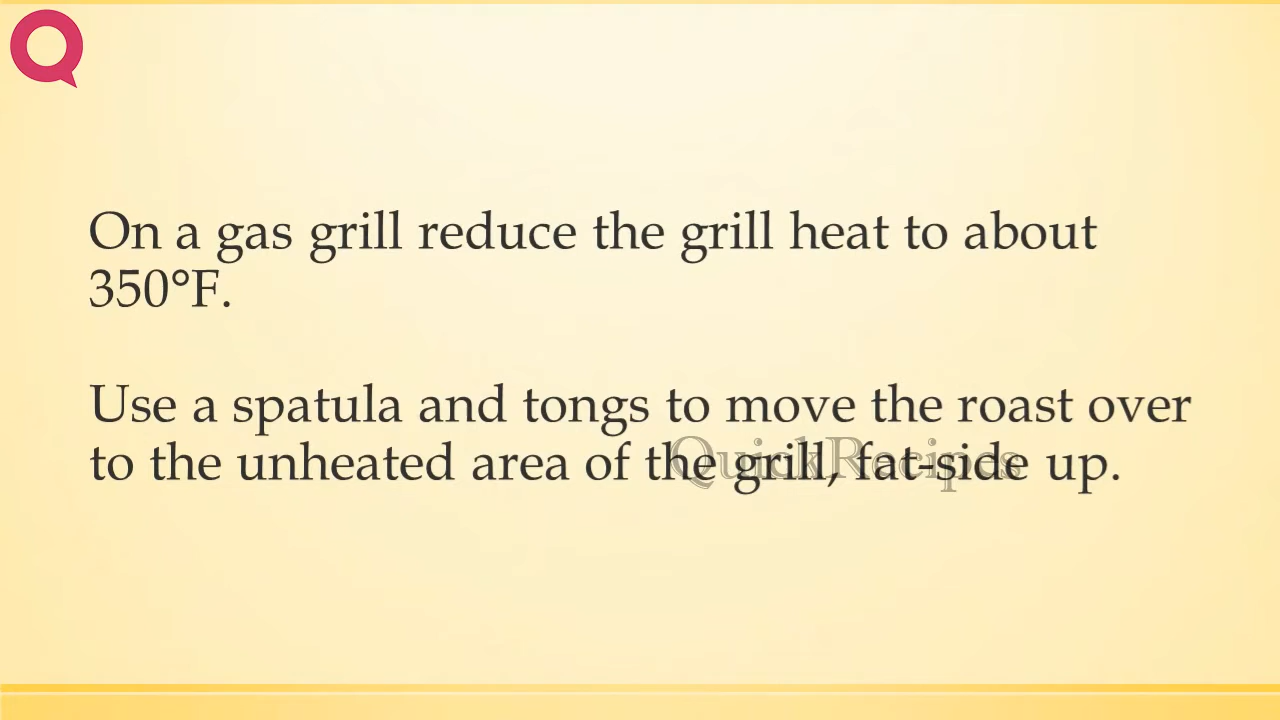 On a gas grill reduce the grill heat to about
350°F.
Use a spatula and tongs to move the roast over
to the unheated area of the grill, fat-side up.
QuickRecipes